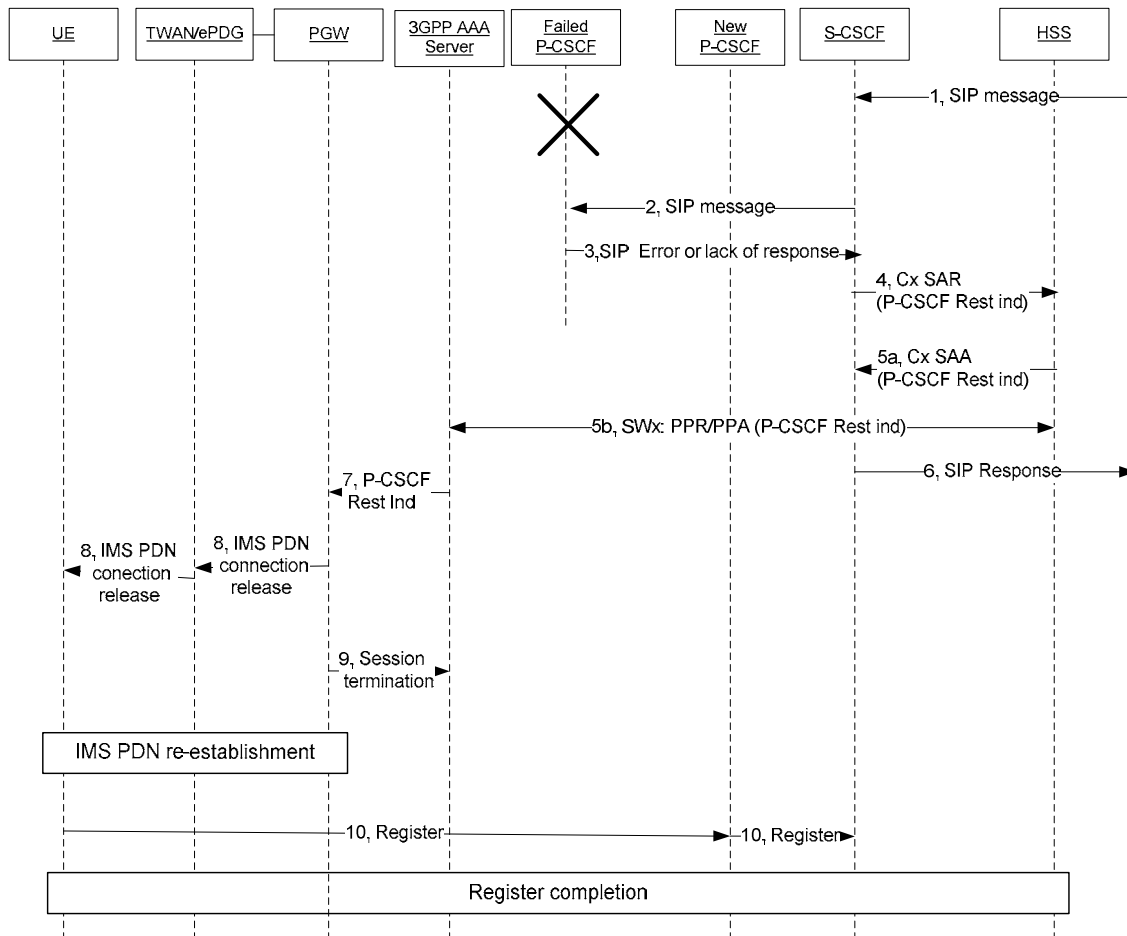 UE
TWAN/ePDG
PGW
3GPP AAA
Server
Failed
P-CSCF
New
P-CSCF
S-CSCF
HSS
1, SIP message
2, SIP message
3,SIP Error or lack of response
4, Cx SAR
(P-CSCF Rest ind)
5a, Cx SAA
(P-CSCF Rest ind)
5b, SWx: PPR/PPA (P-CSCF Rest ind)
6, SIP Response
7, P-CSCF
Rest Ind
8, IMS PDN
conection
release
8, IMS PDN
connection
release
9, Session
termination
IMS PDN re-establishment
10, Register
10, Register
Register completion